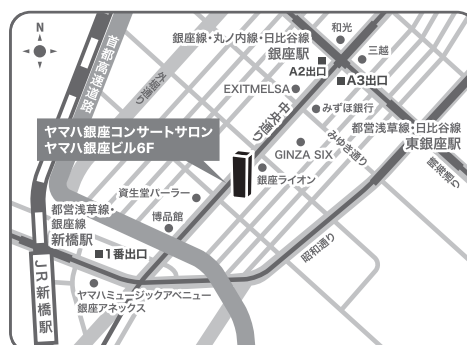 N
首都高速道路
外堀通り
銀座線・丸ノ内線・日比谷線
銀座駅
A2出口
和光
三越
A3出口
EXITMELSA
中央通り
みずほ銀行
みゆき通り
都営浅草線・日比谷線
東銀座駅
晴海通り
GINZA SIX
銀座ライオン
ヤマハ銀座コンサートサロン
ヤマハ銀座ビル6F
資生堂パーラー
博品館
都営浅草線・
銀座線
新橋駅
1番出口
昭和通り
JR新橋駅
ヤマハミュージックアベニュー
銀座アネックス